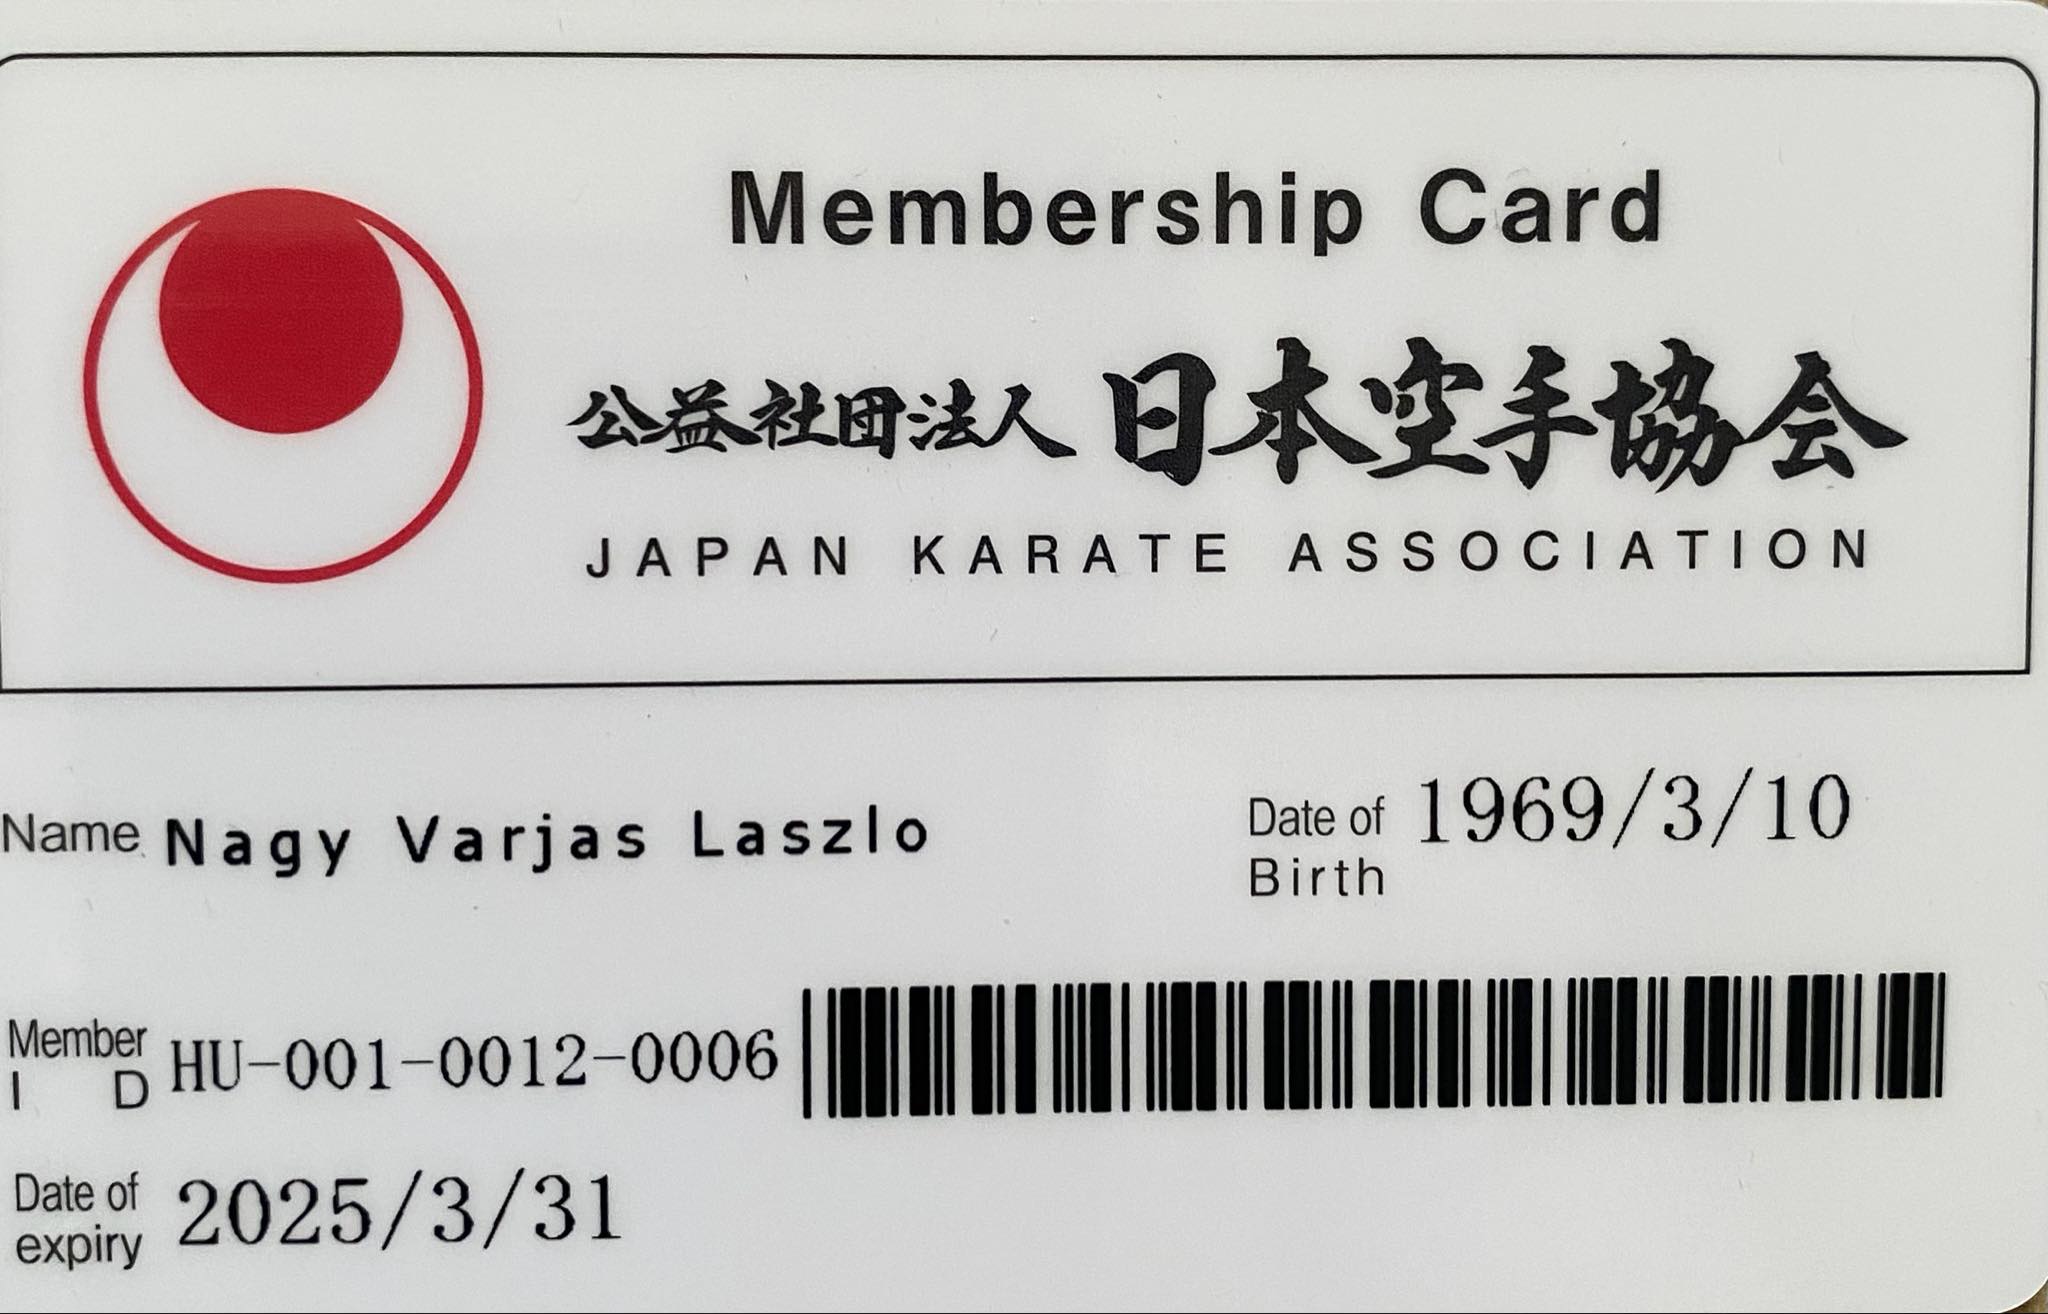 Membership Card
公益社団法人 日本空手協会
JAPAN KARATE ASSOCIATION
Name Nagy Varjas Laszlo
Date of Birth 1969/3/10
Member ID HU-001-0012-0006
Date of expiry 2025/3/31